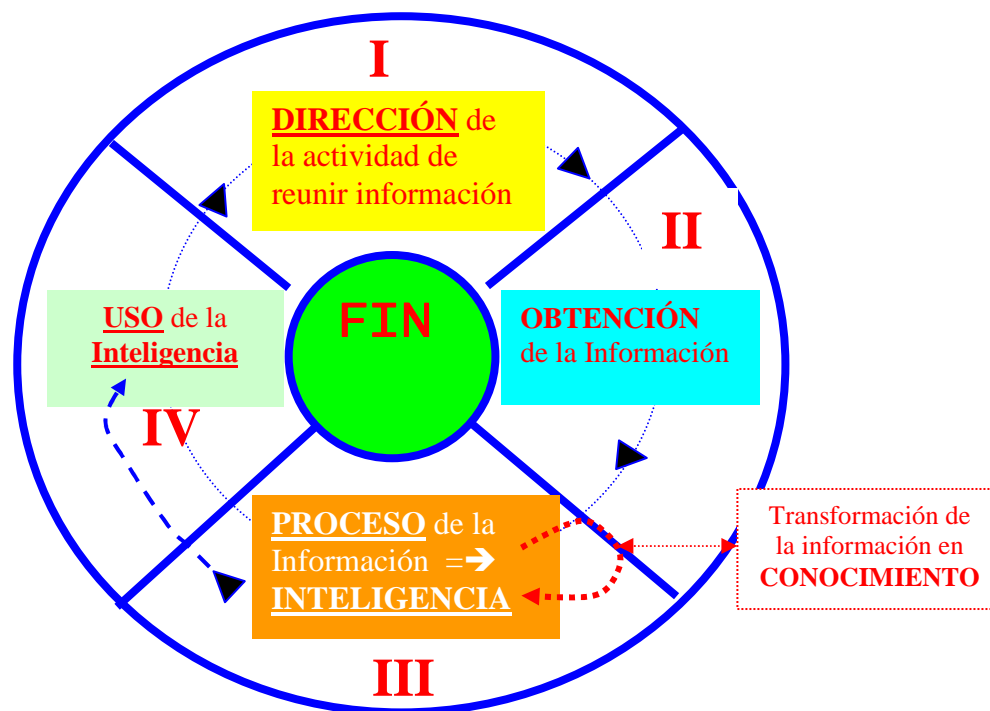 I
DIRECCIÓN de
la actividad de
reunir información
II
OBTENCIÓN
de la Información
FIN
USO de la
Inteligencia
IV
PROCESO de la
Información =➔
INTELIGENCIA
III
Transformación de
la información en
CONOCIMIENTO